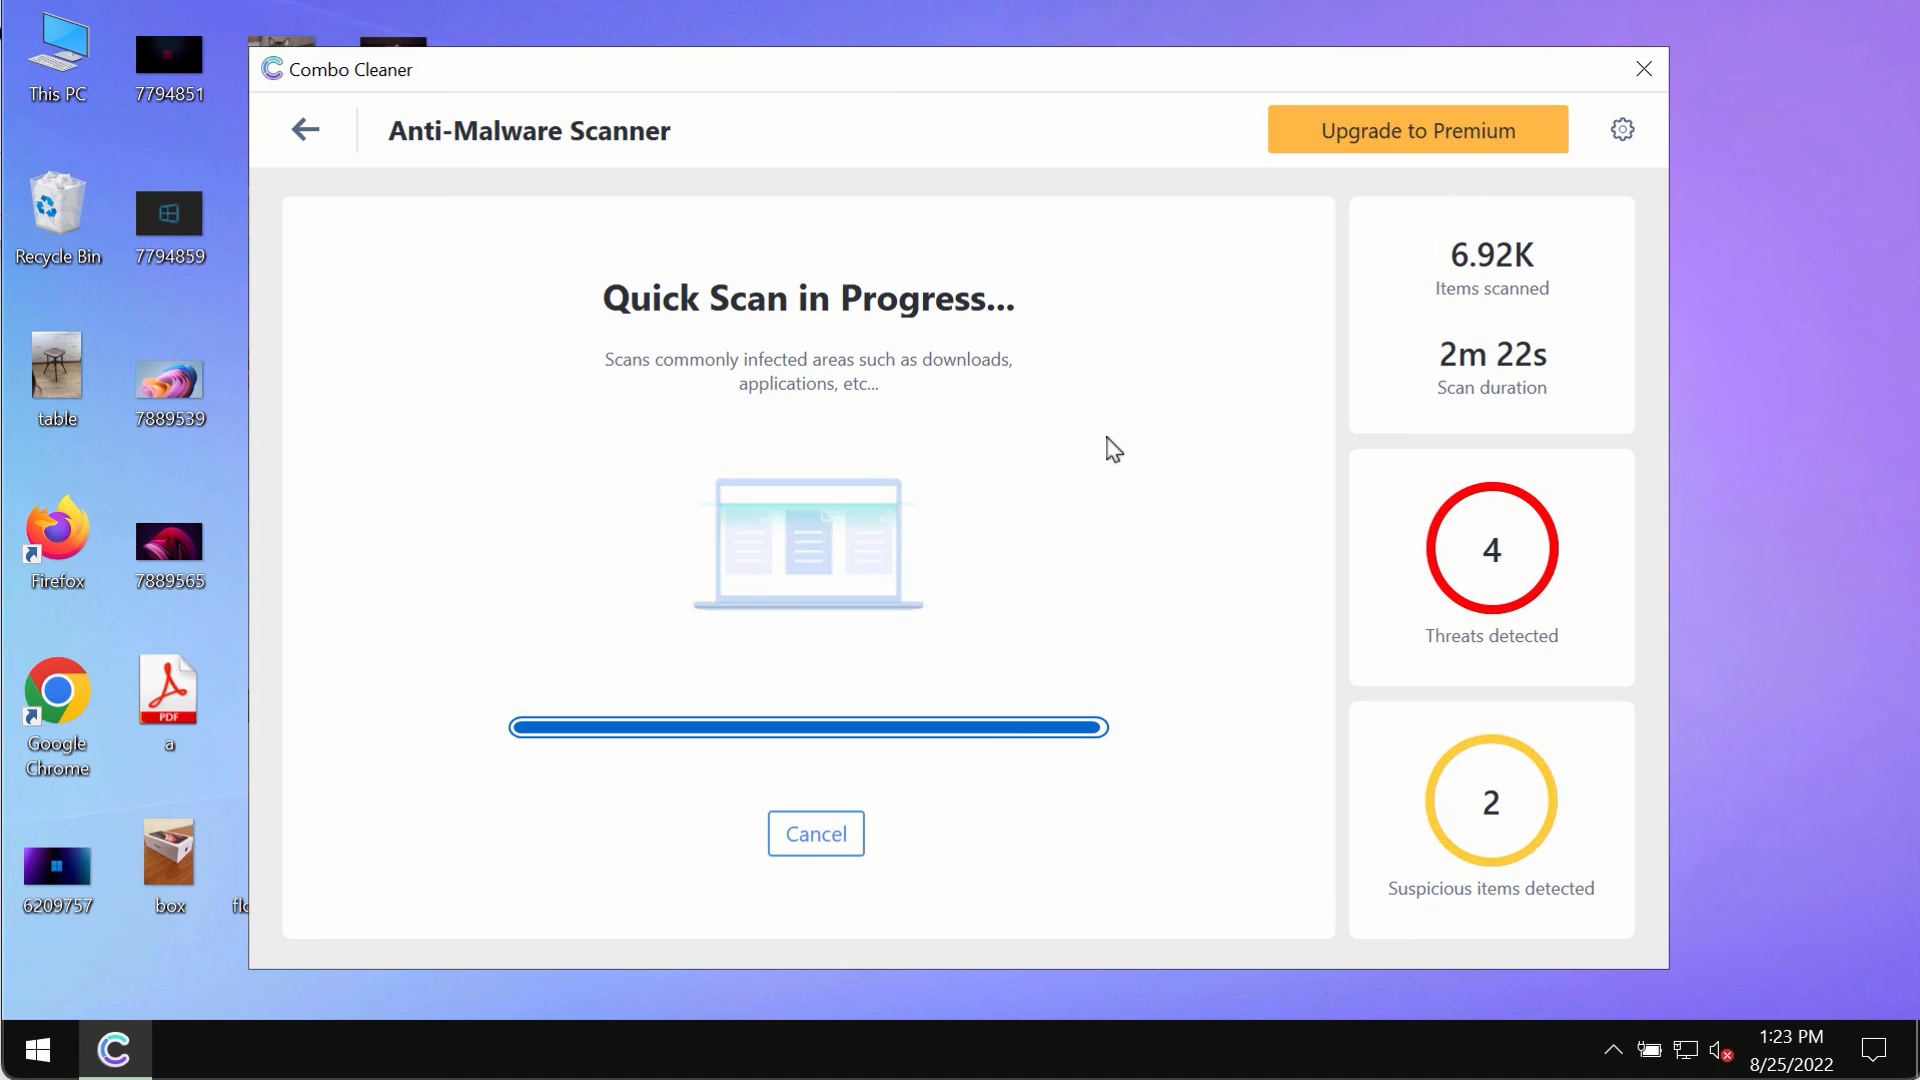 This PC
7794851
Recycle Bin
7794859
table
7889539
Firefox
7889565
Google
Chrome
PDF
a
6209757
box
Combo Cleaner
Anti-Malware Scanner
Upgrade to Premium
Quick Scan in Progress...
Scans commonly infected areas such as downloads,
applications, etc...
Cancel
6.92K
Items scanned
2m 22s
Scan duration
4
Threats detected
2
Suspicious items detected
1:23 PM
8/25/2022